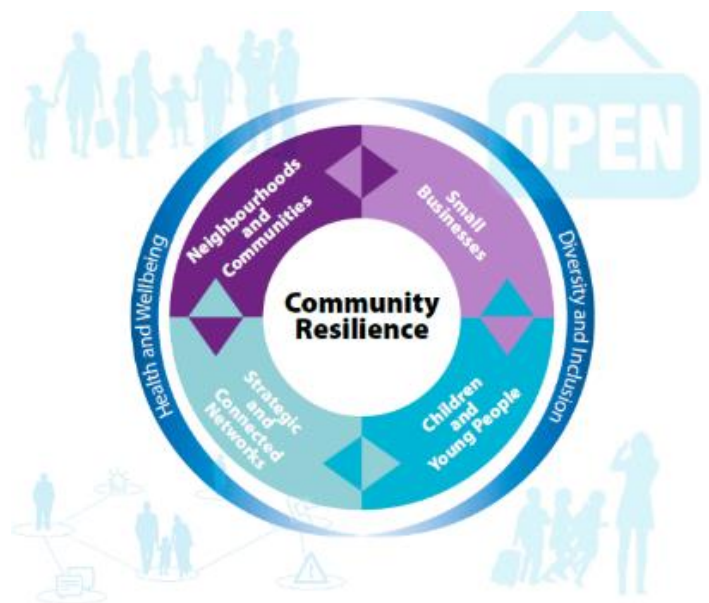 OPEN
Neighbourhoods
and
Communities
Small
Businesses
Health and Wellbeing
Community
Resilience
Diversity and Inclusion
Strategic
and
Connected
Networks
Children
and
Young People